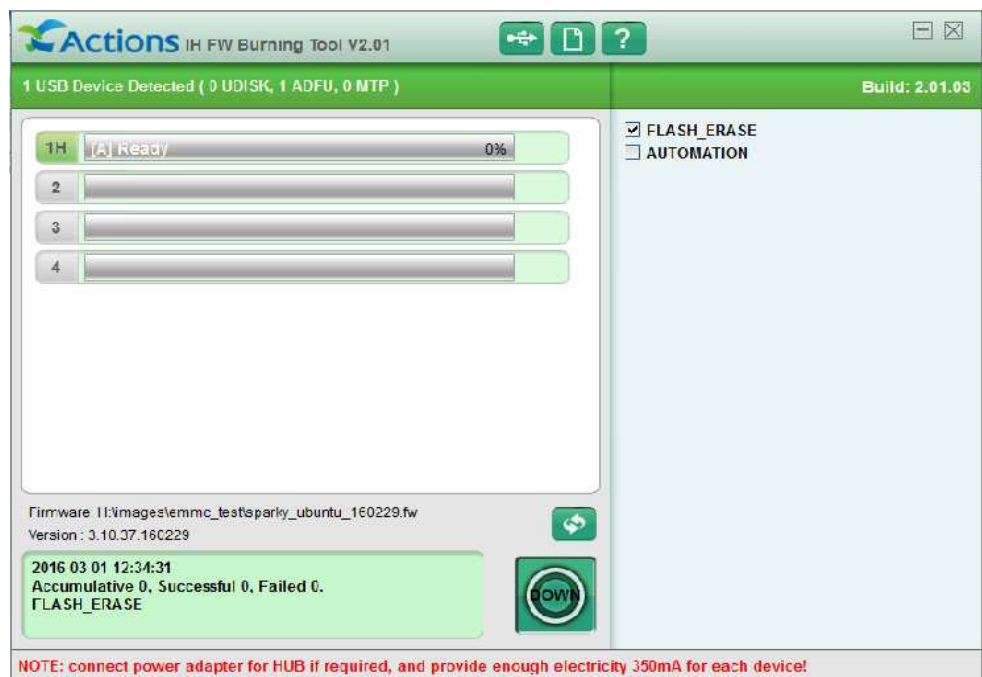 Actions IH FW Burning Tool V2.01
?
1 USB Device Detected ( 0 UDISK, 1 ADFU, 0 MTP )
Build: 2.01.03
1H [A] Ready 0%
2
3
4
FLASH_ERASE
AUTOMATION
Firmware: H:\images\emmc_test\sparky_ubuntu_160229.fw
Version : 3.10.37.160229
2016 03 01 12:34:31
Accumulative 0, Successful 0, Failed 0.
FLASH_ERASE
DOWN
NOTE: connect power adapter for HUB if required, and provide enough electricity 350mA for each device!